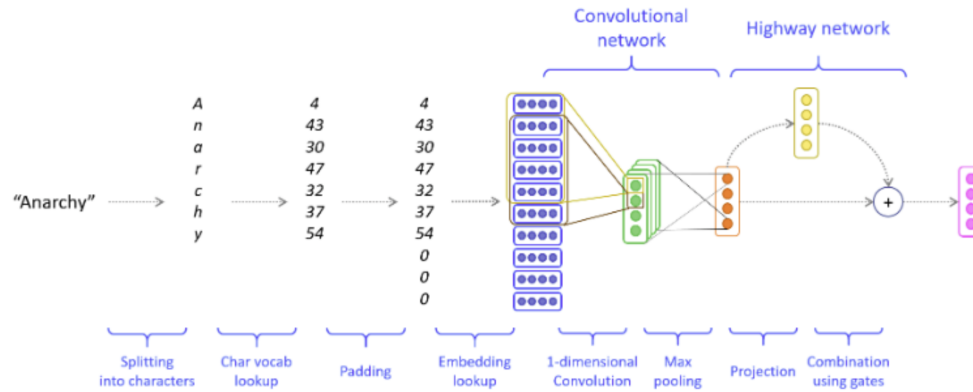 Convolutional
network
Highway network
A 4 4
n 43 43
a 30 30
r 47 47
c 32 32
h 37 37
y 54 54
0
0
0
“Anarchy”
+
Splitting
into characters
Char vocab
lookup
Padding
Embedding
lookup
1-dimensional
Convolution
Max
pooling
Projection
Combination
using gates